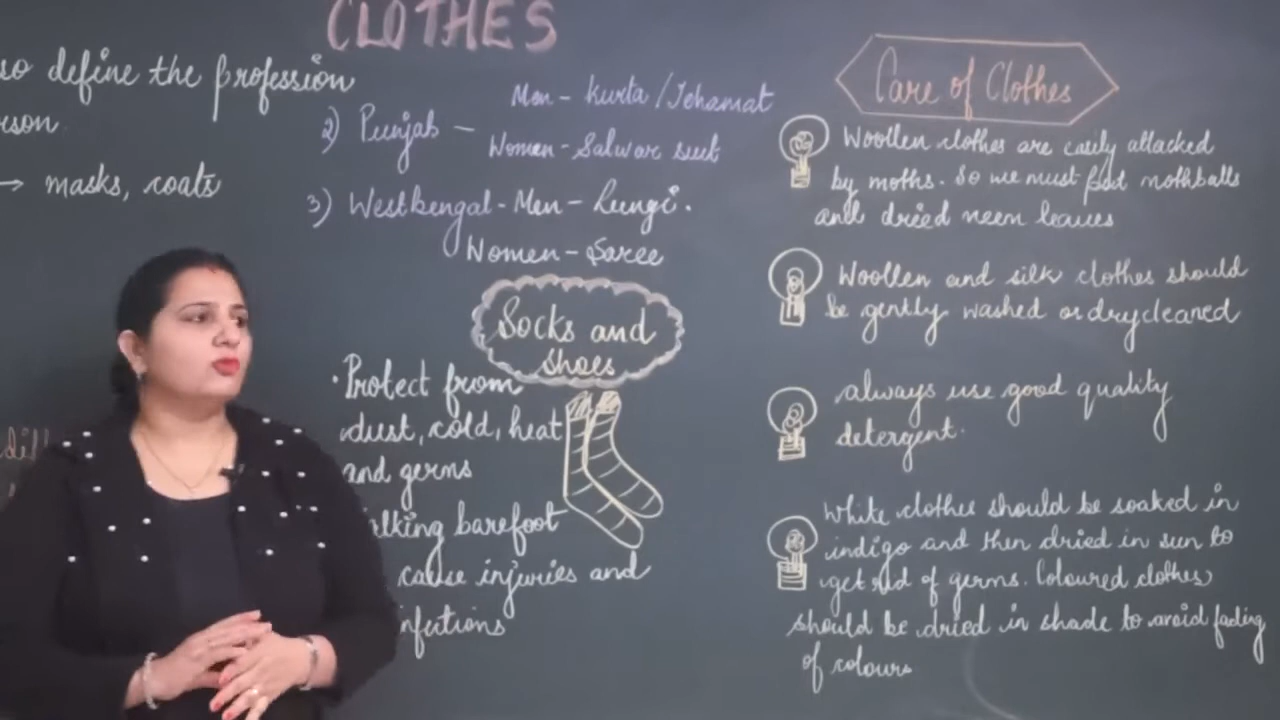 CLOTHES
so define the profession
rson.
→ masks, coats
2) Punjab - Men - kurta / Tehamat
Women - Salwar suit
3) Westbengal - Men - Lungi.
Women - Saree
Socks and
shoes
• Protect from
dust, cold, heat
and germs
alking barefoot
cause injuries and
nfections
Care of Clothes
Woollen clothes are easily attacked
by moths. So we must put mothballs
and dried neem leaves
Woollen and silk clothes should
be gently washed or drycleaned
always use good quality
detergent.
White clothes should be soaked in
indigo and then dried in sun to
get rid of germs. Coloured clothes
should be dried in shade to avoid fading
of colours